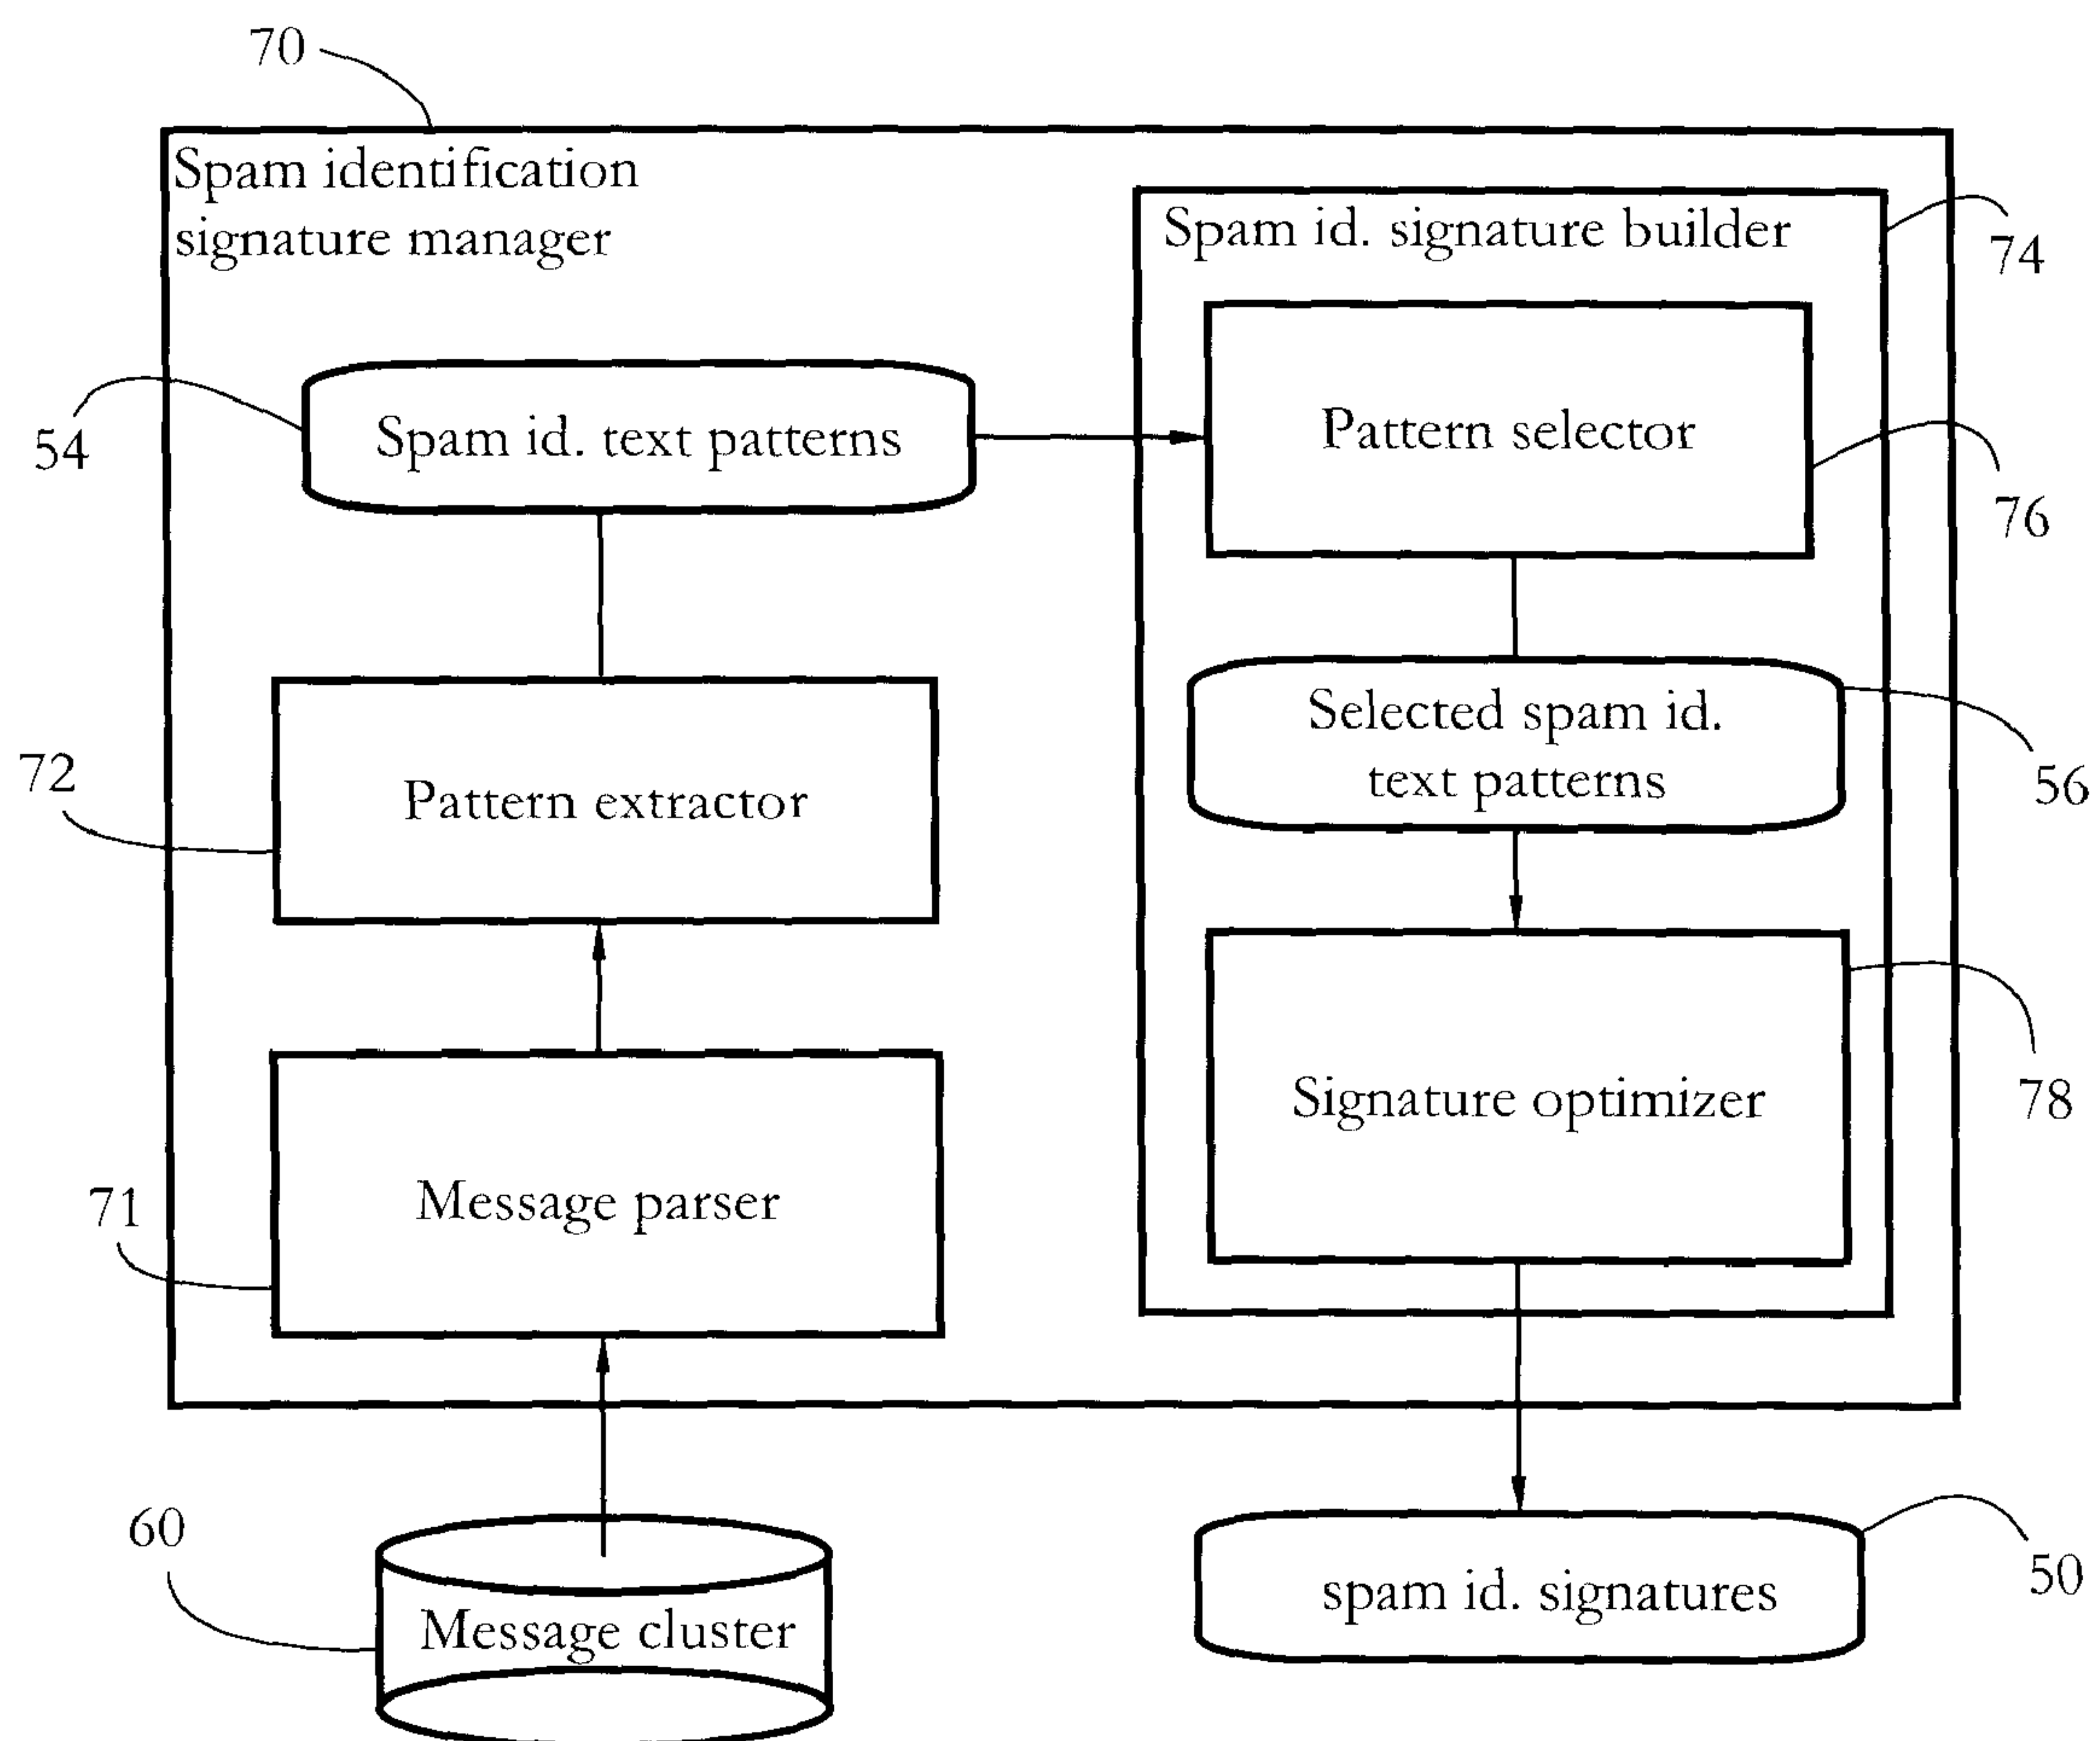 70
Spam identification
signature manager
Spam id. signature builder
74
54
Spam id. text patterns
Pattern selector
76
72
Pattern extractor
Selected spam id.
text patterns
56
71
Message parser
Signature optimizer
78
60
Message cluster
spam id. signatures
50